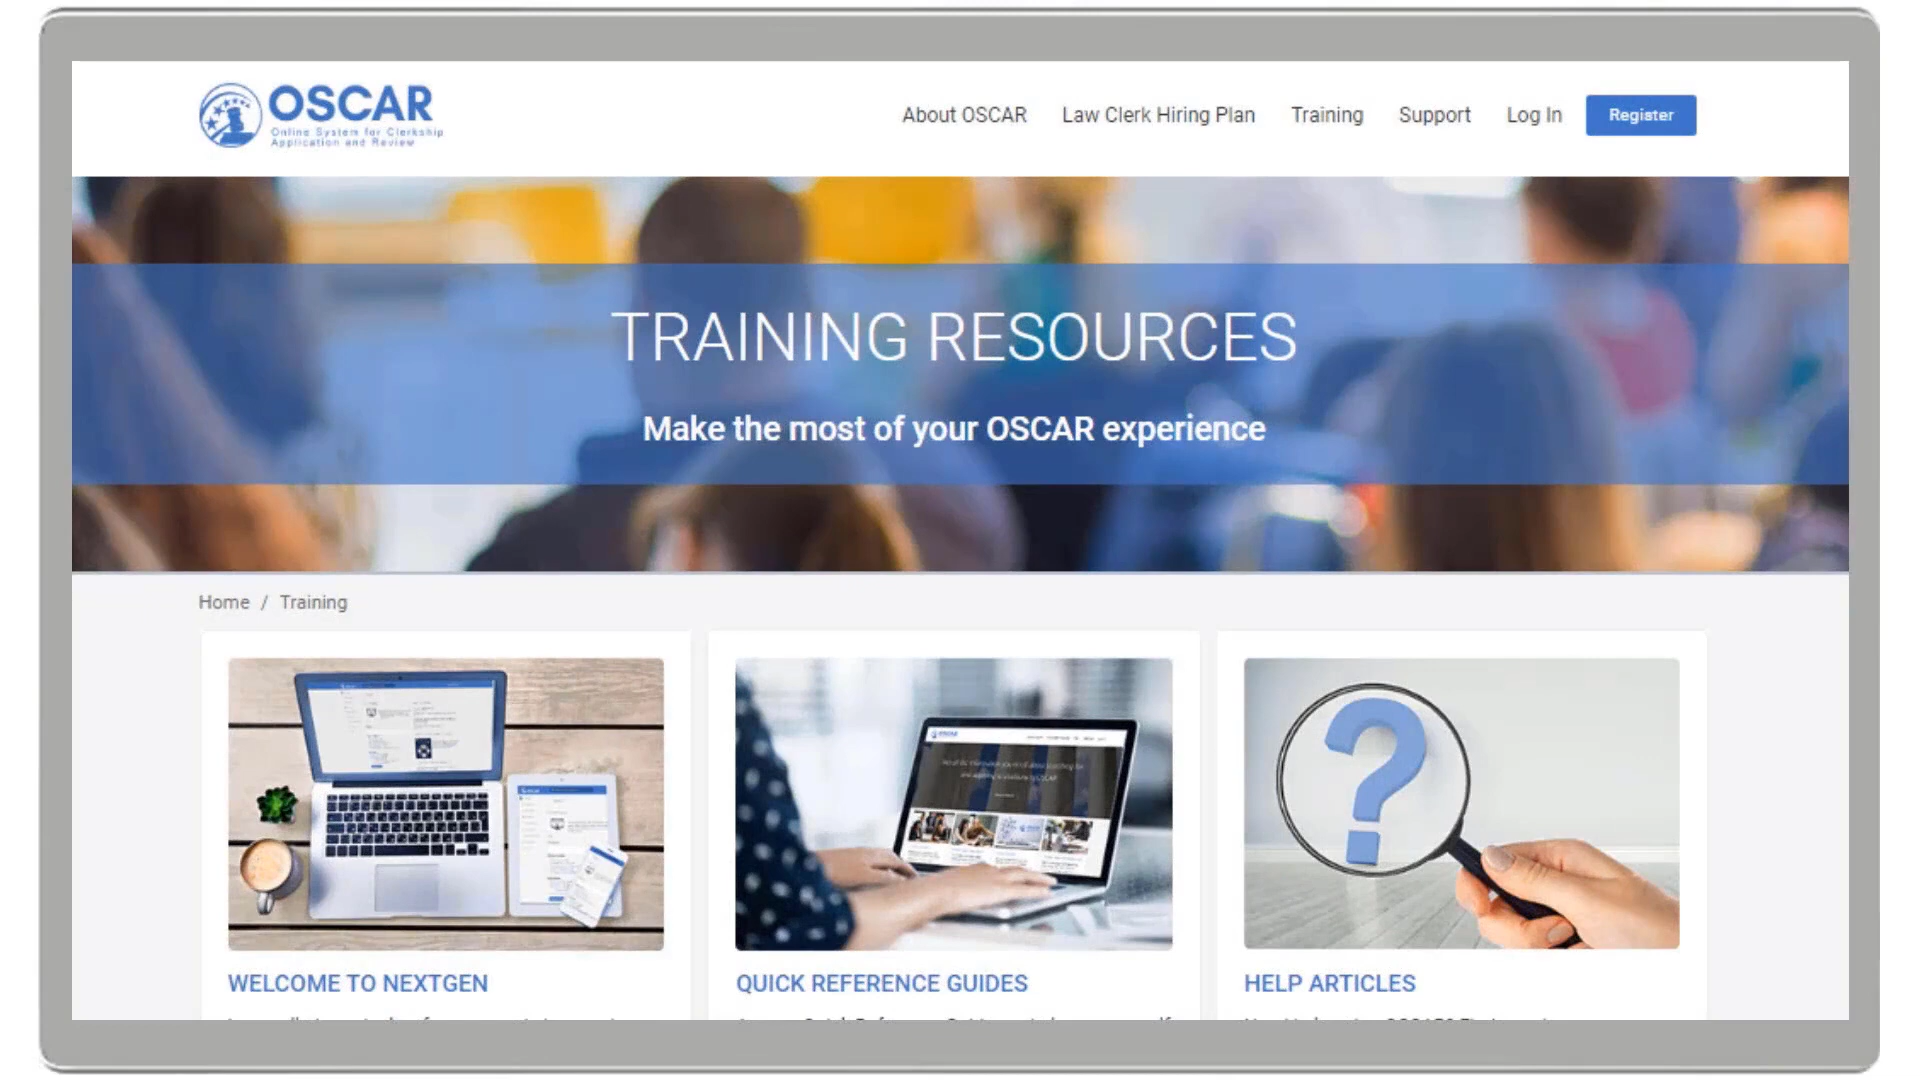 OSCAR
Online System for Clerkship
Application and Review
About OSCAR
Law Clerk Hiring Plan
Training
Support
Log In
Register
TRAINING RESOURCES
Make the most of your OSCAR experience
Home / Training
WELCOME TO NEXTGEN
QUICK REFERENCE GUIDES
HELP ARTICLES